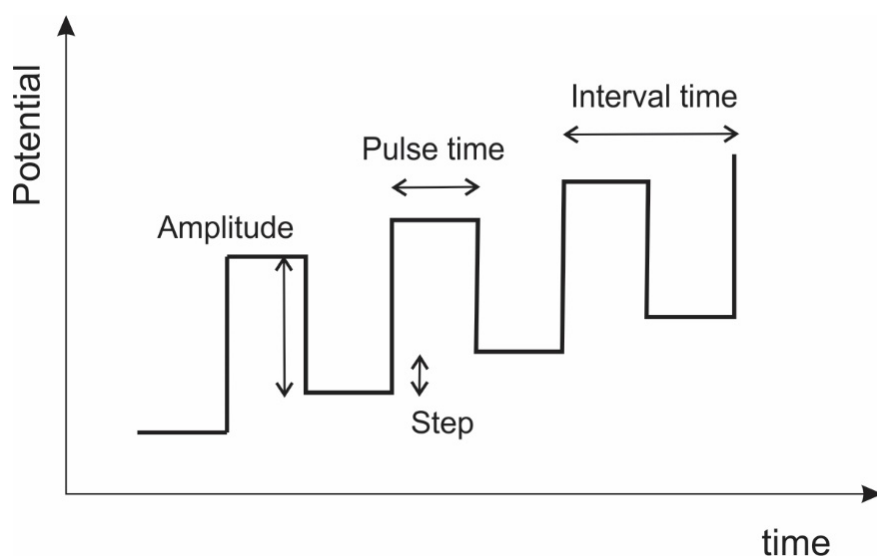 Potential
Interval time
Pulse time
Amplitude
Step
time